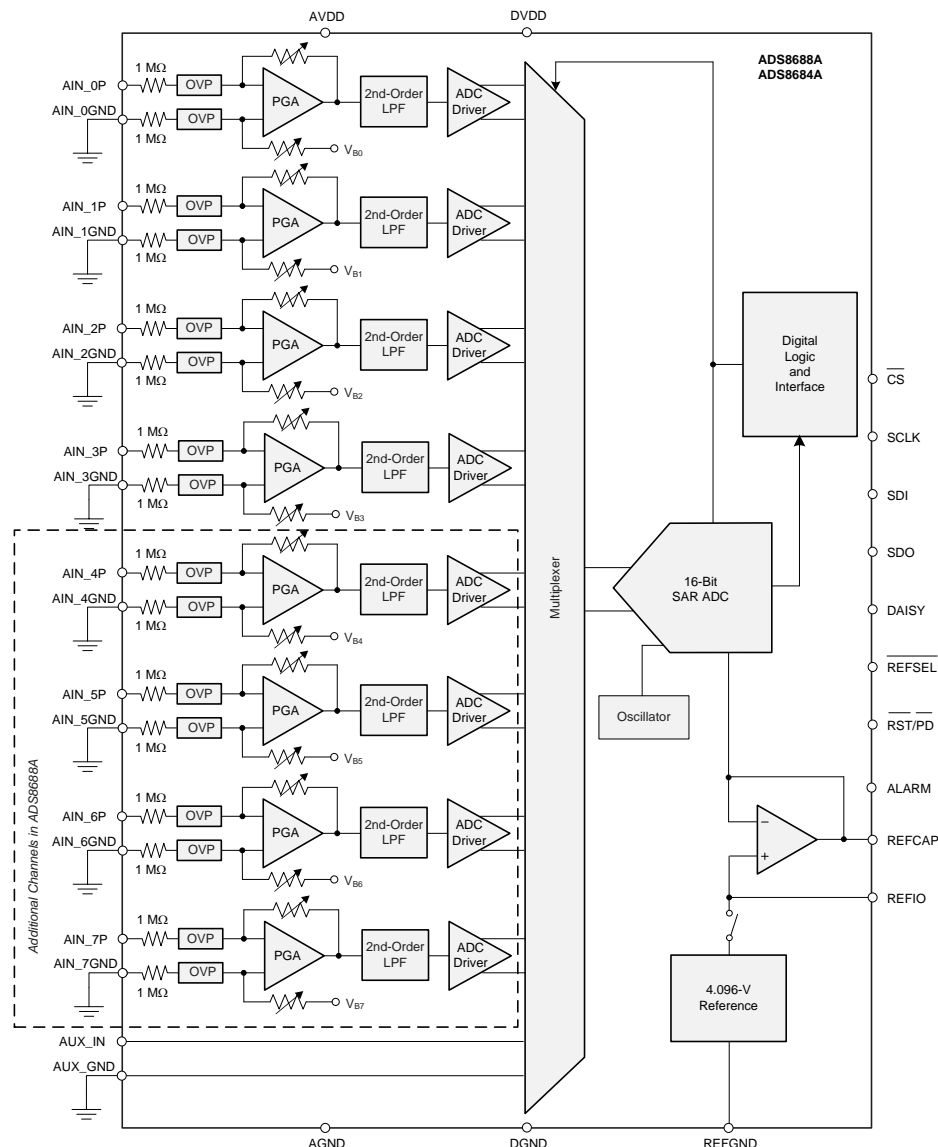 AVDD
DVDD
ADS8688A
ADS8684A
1 MΩ
AIN_0P
OVP
PGA
2nd-Order
LPF
ADC
Driver
AIN_0GND
OVP
1 MΩ
VB0
1 MΩ
AIN_1P
OVP
PGA
2nd-Order
LPF
ADC
Driver
AIN_1GND
OVP
1 MΩ
VB1
1 MΩ
AIN_2P
OVP
PGA
2nd-Order
LPF
ADC
Driver
AIN_2GND
OVP
1 MΩ
VB2
1 MΩ
AIN_3P
OVP
PGA
2nd-Order
LPF
ADC
Driver
AIN_3GND
OVP
1 MΩ
VB3
Additional Channels in ADS8688A
1 MΩ
AIN_4P
OVP
PGA
2nd-Order
LPF
ADC
Driver
AIN_4GND
OVP
1 MΩ
VB4
1 MΩ
AIN_5P
OVP
PGA
2nd-Order
LPF
ADC
Driver
AIN_5GND
OVP
1 MΩ
VB5
1 MΩ
AIN_6P
OVP
PGA
2nd-Order
LPF
ADC
Driver
AIN_6GND
OVP
1 MΩ
VB6
1 MΩ
AIN_7P
OVP
PGA
2nd-Order
LPF
ADC
Driver
AIN_7GND
OVP
1 MΩ
VB7
AUX_IN
AUX_GND
Multiplexer
Digital
Logic
and
Interface
16-Bit
SAR ADC
Oscillator
4.096-V
Reference
CS
SCLK
SDI
SDO
DAISY
REFSEL
RST/PD
ALARM
REFCAP
−
+
REFIO
AGND
DGND
REFGND